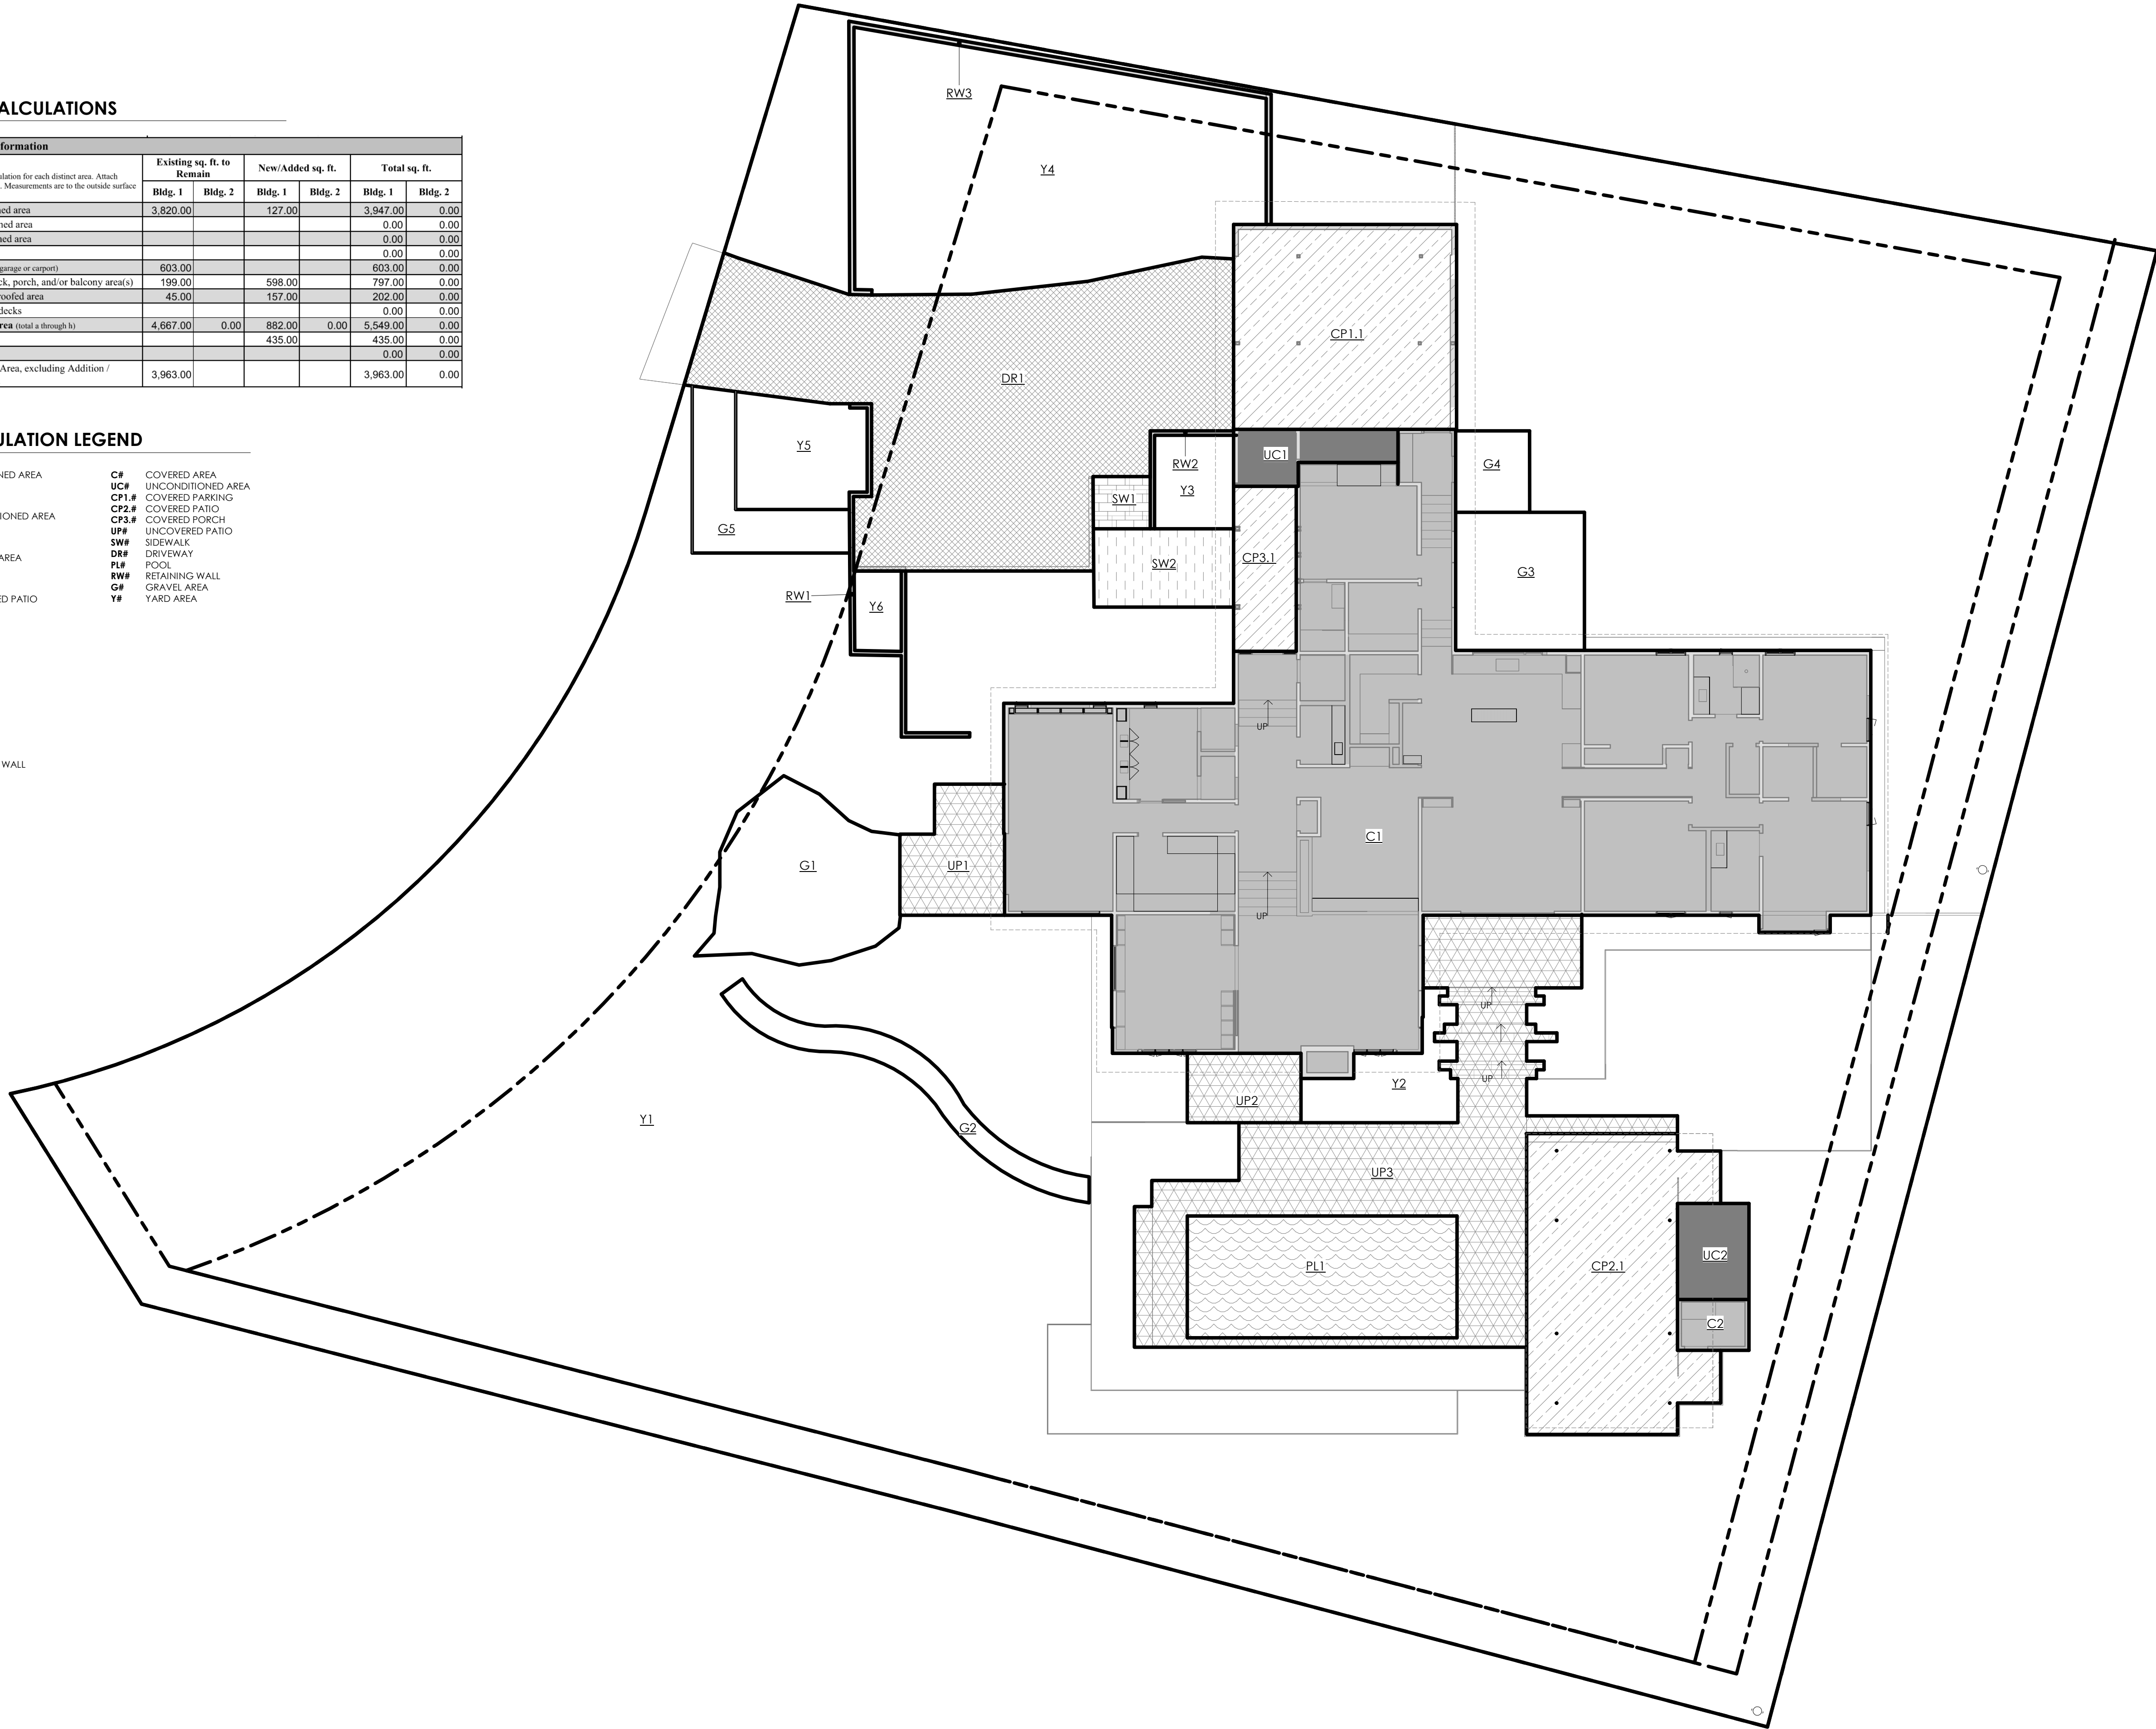 ALCULATIONS
formation
ulation for each distinct area. Attach
. Measurements are to the outside surface
Existing sq. ft. to Remain New/Added sq. ft. Total sq. ft.
Bldg. 1 Bldg. 2 Bldg. 1 Bldg. 2 Bldg. 1 Bldg. 2
ned area 3,820.00 127.00 3,947.00 0.00
ned area 0.00 0.00
ned area 0.00 0.00
0.00 0.00
garage or carport) 603.00 603.00 0.00
ck, porch, and/or balcony area(s) 199.00 598.00 797.00 0.00
roofed area 45.00 157.00 202.00 0.00
decks 0.00 0.00
rea (total a through h) 4,667.00 0.00 882.00 0.00 5,549.00 0.00
435.00 435.00 0.00
0.00 0.00
Area, excluding Addition / 3,963.00 3,963.00 0.00
ULATION LEGEND
NED AREA
IONED AREA
AREA
ED PATIO
WALL
C# COVERED AREA
UC# UNCONDITIONED AREA
CP1.# COVERED PARKING
CP2.# COVERED PATIO
CP3.# COVERED PORCH
UP# UNCOVERED PATIO
SW# SIDEWALK
DR# DRIVEWAY
PL# POOL
RW# RETAINING WALL
G# GRAVEL AREA
Y# YARD AREA
RW3
Y4
CP1.1
DR1
Y5
UC1
RW2
G4
Y3
SW1
G5
CP3.1
SW2
G3
RW1
Y6
UP
C1
G1
UP1
UP
UP
UP
Y2
UP2
Y1
G2
UP3
UC2
PL1
CP2.1
C2